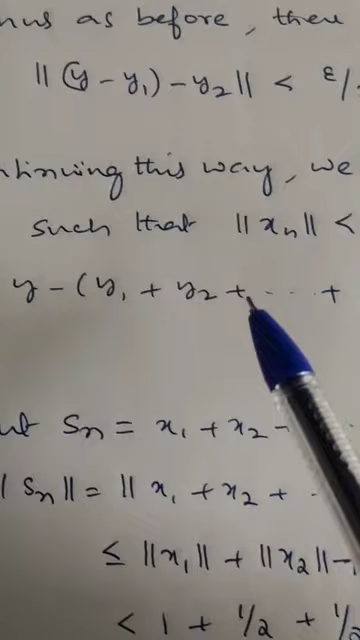 as before, there
|| (y - y₁) - y₂ || < ε/
this way, we
such that || xₙ || <
y - (y₁ + y₂ + ... +
Sₙ = x₁ + x₂ -
| Sₙ || = || x₁ + x₂ + .
≤ || x₁ || + || x₂ || -
< 1 + 1/2 + 1/